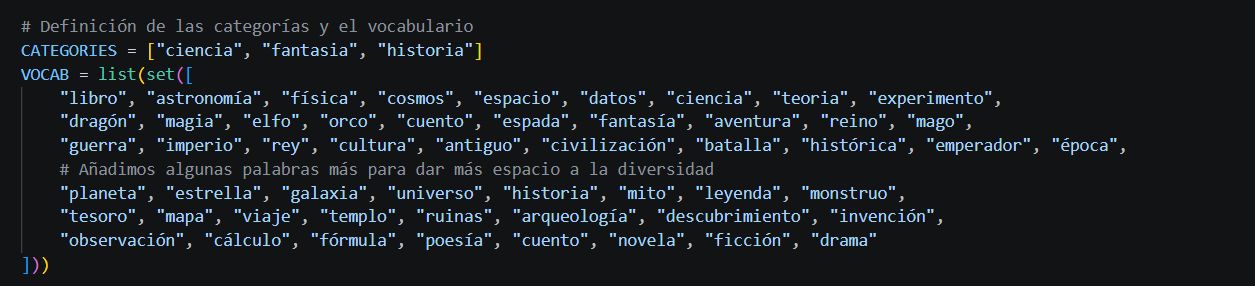 # Definición de las categorías y el vocabulario
CATEGORIES = ["ciencia", "fantasia", "historia"]
VOCAB = list(set([
    "libro", "astronomía", "física", "cosmos", "espacio", "datos", "ciencia", "teoria", "experimento",
    "dragón", "magia", "elfo", "orco", "cuento", "espada", "fantasía", "aventura", "reino", "mago",
    "guerra", "imperio", "rey", "cultura", "antiguo", "civilización", "batalla", "histórica", "emperador", "época",
    # Añadimos algunas palabras más para dar más espacio a la diversidad
    "planeta", "estrella", "galaxia", "universo", "historia", "mito", "leyenda", "monstruo",
    "tesoro", "mapa", "viaje", "templo", "ruinas", "arqueología", "descubrimiento", "invención",
    "observación", "cálculo", "fórmula", "poesía", "cuento", "novela", "ficción", "drama"
]))